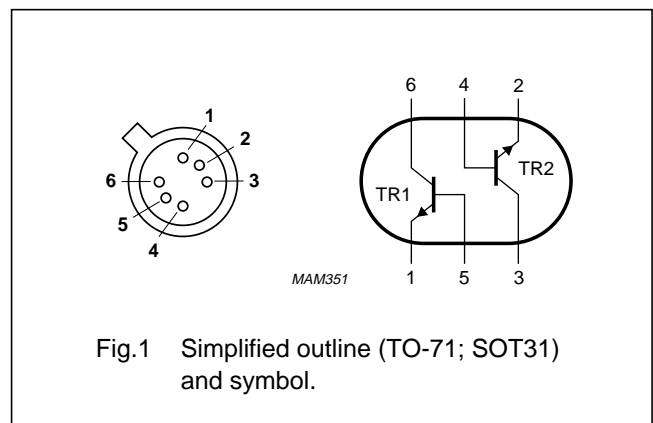 1
2
6
3
5
4
6 4 2
TR1
TR2
1 5 3
MAM351
Fig.1 Simplified outline (TO-71; SOT31)
and symbol.